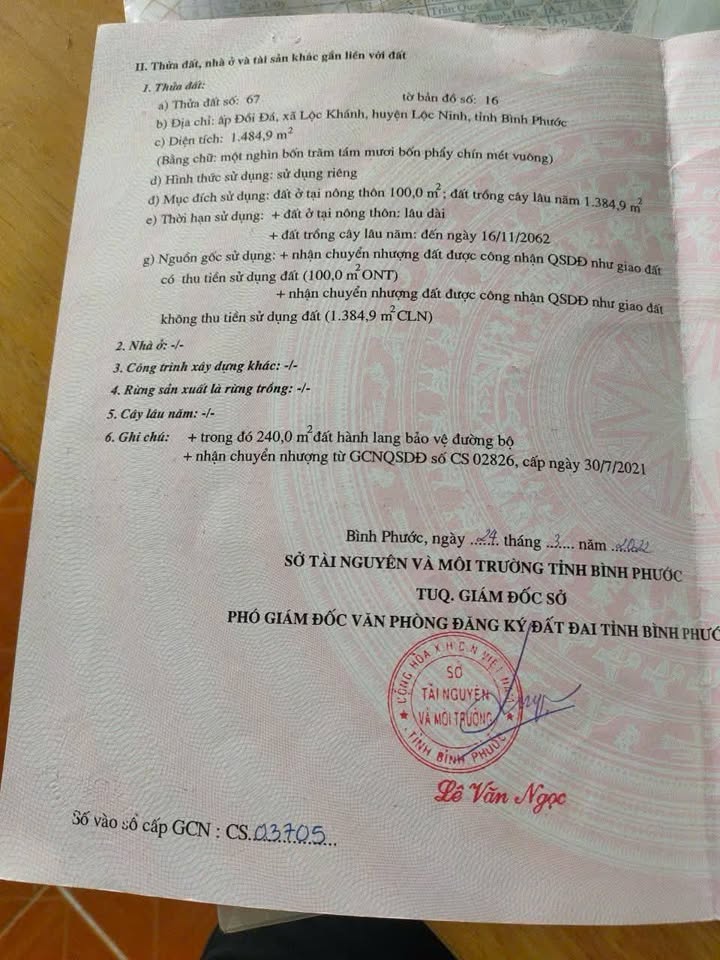 Trần Quang
II. Thửa đất, nhà ở và tài sản khác gắn liền với đất
1. Thửa đất:
a) Thửa đất số: 67 tờ bản đồ số: 16
b) Địa chỉ: ấp Đồi Đá, xã Lộc Khánh, huyện Lộc Ninh, tỉnh Bình Phước
c) Diện tích: 1.484,9 m²
(Bằng chữ: một nghìn bốn trăm tám mươi bốn phẩy chín mét vuông)
d) Hình thức sử dụng: sử dụng riêng
đ) Mục đích sử dụng: đất ở tại nông thôn 100,0 m²; đất trồng cây lâu năm 1.384,9 m²
e) Thời hạn sử dụng: + đất ở tại nông thôn: lâu dài
+ đất trồng cây lâu năm: đến ngày 16/11/2062
g) Nguồn gốc sử dụng: + nhận chuyển nhượng đất được công nhận QSDĐ như giao đất
có thu tiền sử dụng đất (100,0 m² ONT)
+ nhận chuyển nhượng đất được công nhận QSDĐ như giao đất
không thu tiền sử dụng đất (1.384,9 m² CLN)
2. Nhà ở: -/-
3. Công trình xây dựng khác: -/-
4. Rừng sản xuất là rừng trồng: -/-
5. Cây lâu năm: -/-
6. Ghi chú: + trong đó 240,0 m² đất hành lang bảo vệ đường bộ
+ nhận chuyển nhượng từ GCNQSDĐ số CS 02826, cấp ngày 30/7/2021
Bình Phước, ngày 24 tháng 3 năm 2022
SỞ TÀI NGUYÊN VÀ MÔI TRƯỜNG TỈNH BÌNH PHƯỚC
TUQ. GIÁM ĐỐC SỞ
PHÓ GIÁM ĐỐC VĂN PHÒNG ĐĂNG KÝ ĐẤT ĐAI TỈNH BÌNH PHƯỚC
CỘNG HÒA X.H.C.N VIỆT NAM
SỞ
TÀI NGUYÊN
VÀ MÔI TRƯỜNG
TỈNH BÌNH PHƯỚC
Lê Văn Ngọc
Số vào sổ cấp GCN : CS.03705